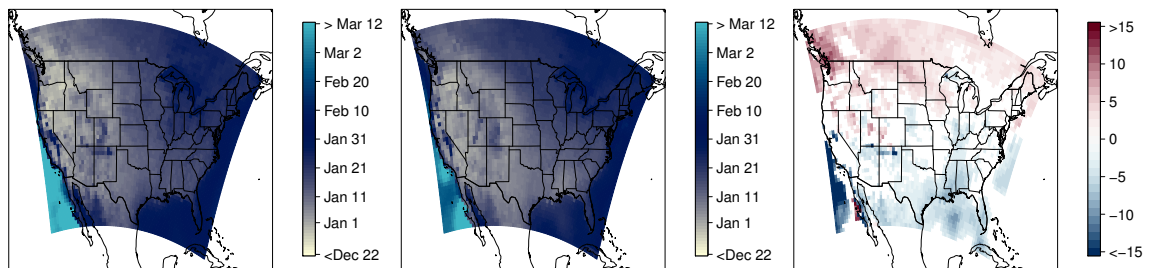 > Mar 12
Mar 2
Feb 20
Feb 10
Jan 31
Jan 21
Jan 11
Jan 1
<Dec 22
> Mar 12
Mar 2
Feb 20
Feb 10
Jan 31
Jan 21
Jan 11
Jan 1
<Dec 22
>15
10
5
0
−5
−10
<−15